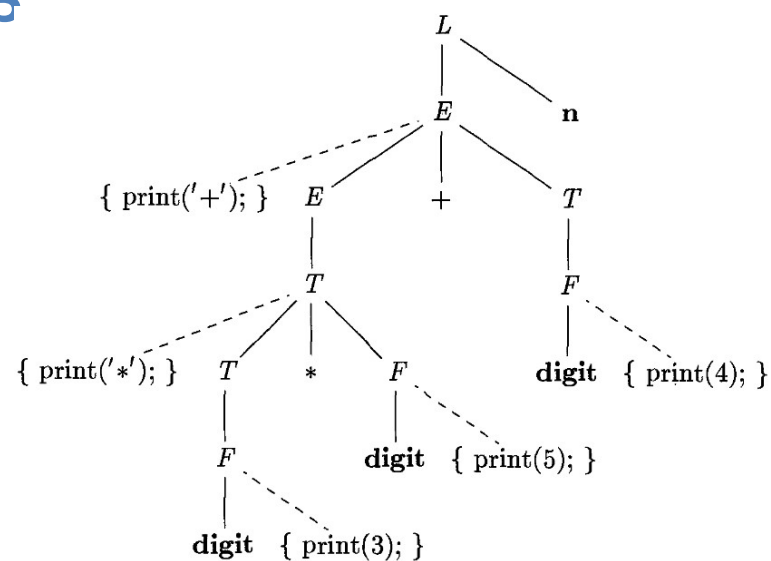 L
E n
{ print('+'); } E + T
T F
{ print('*'); } T * F digit { print(4); }
F digit { print(5); }
digit { print(3); }